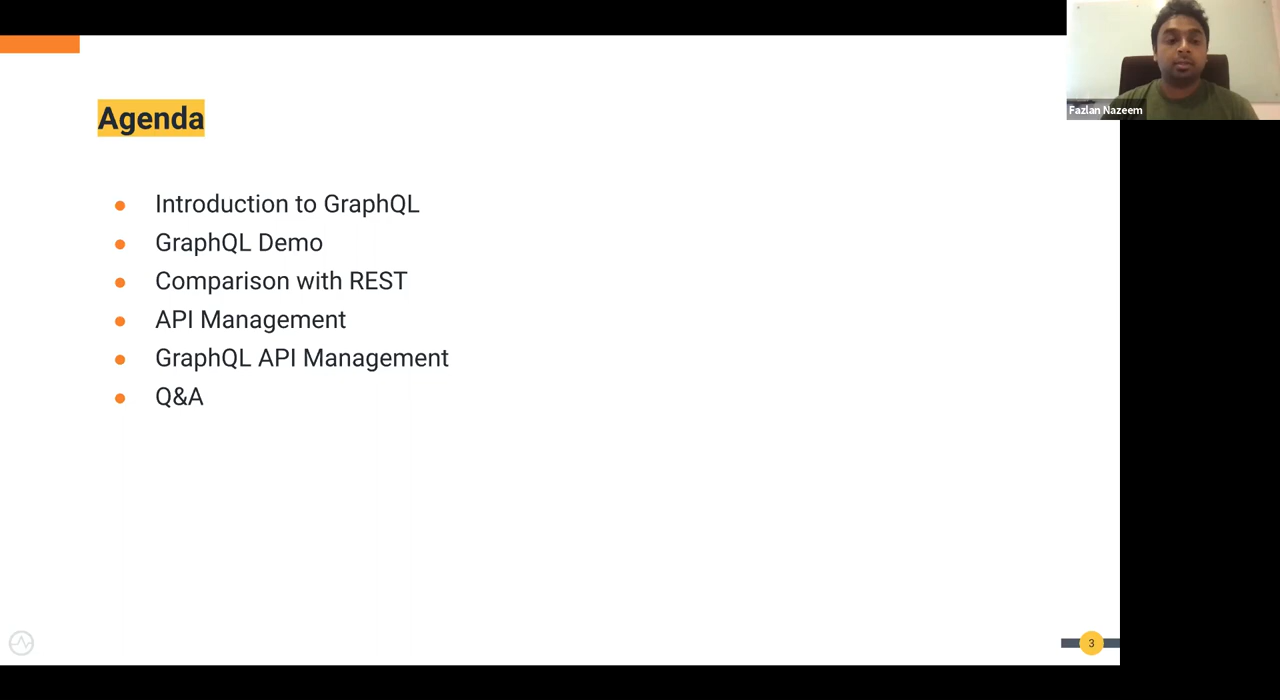 Fazlan Nazeem
Agenda
Introduction to GraphQL
GraphQL Demo
Comparison with REST
API Management
GraphQL API Management
Q&A
3